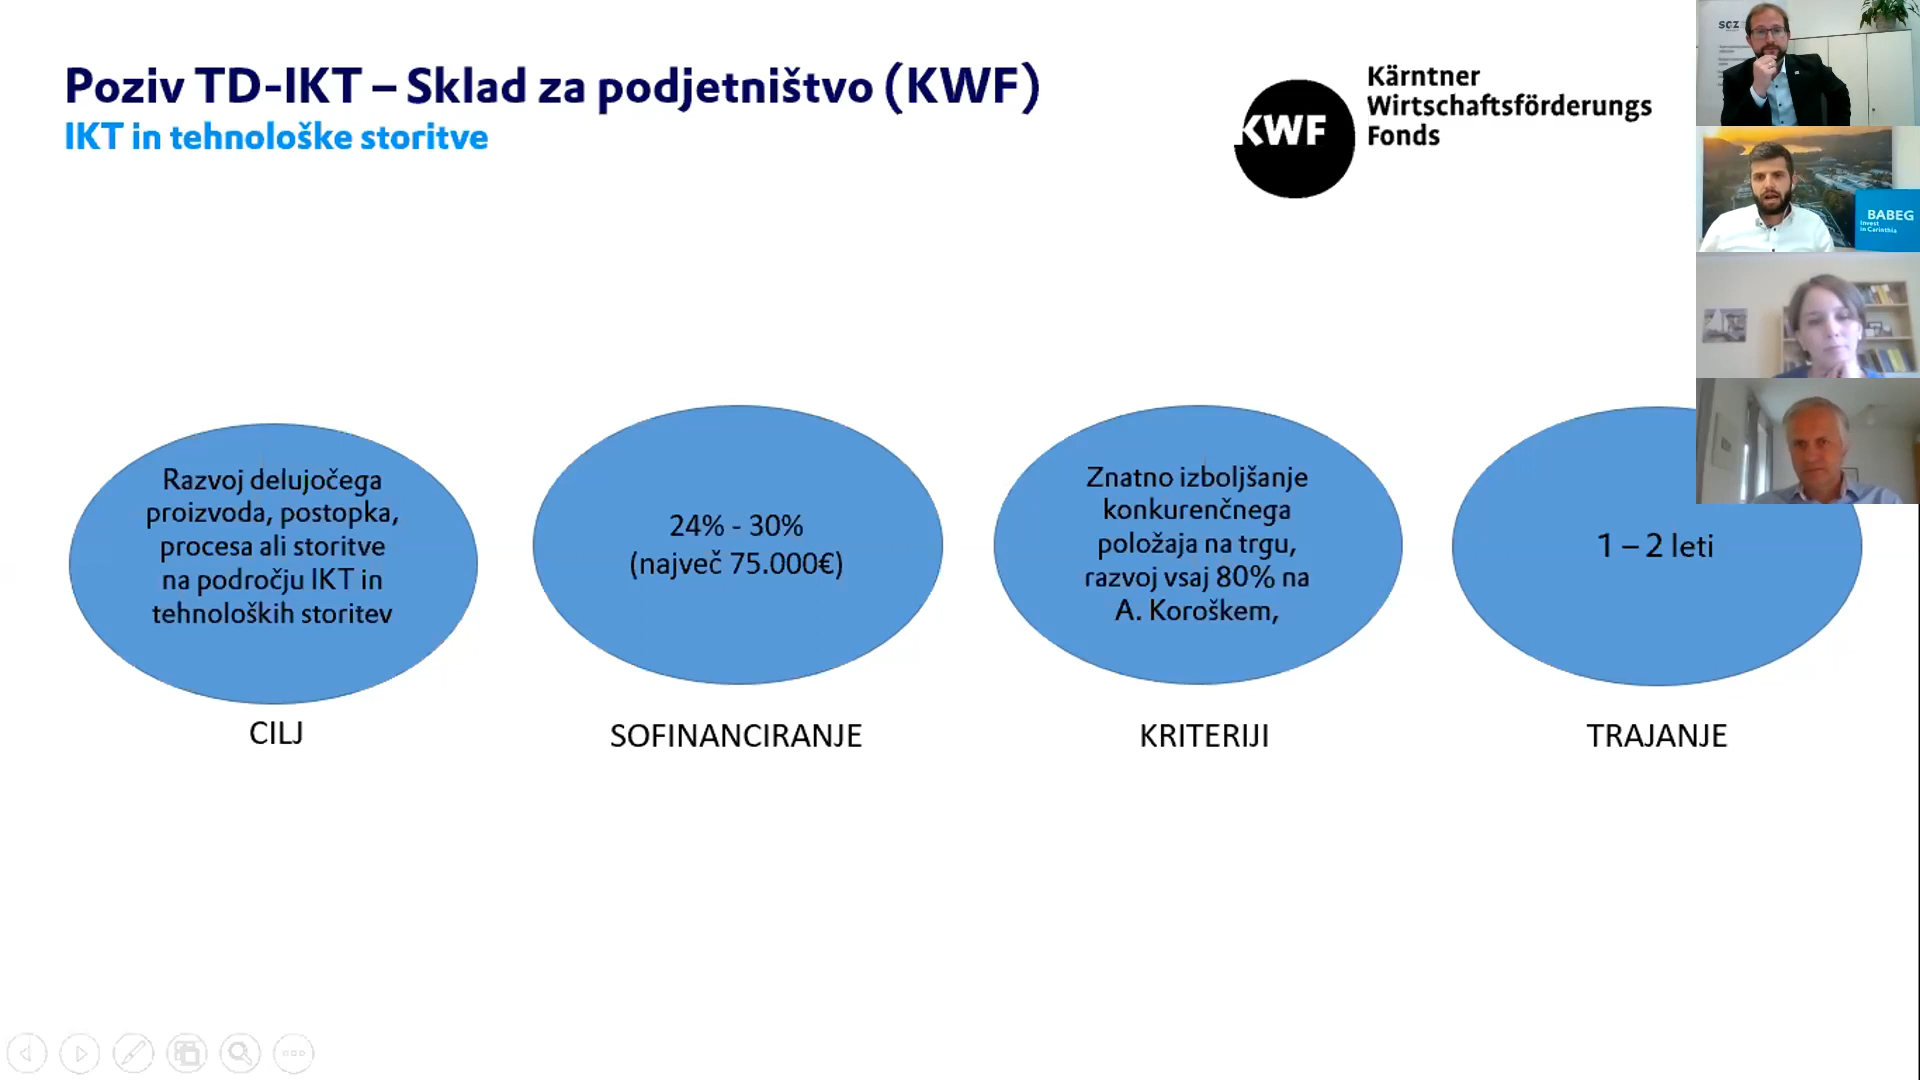 Poziv TD-IKT – Sklad za podjetništvo (KWF)
IKT in tehnološke storitve
KWF
Kärntner
Wirtschaftsförderungs
Fonds
scz
BABEG
Invest
in Carinthia
Razvoj delujočega
proizvoda, postopka,
procesa ali storitve
na področju IKT in
tehnoloških storitev
CILJ
24% - 30%
(največ 75.000€)
SOFINANCIRANJE
Znatno izboljšanje
konkurenčnega
položaja na trgu,
razvoj vsaj 80% na
A. Koroškem,
KRITERIJI
1 – 2 leti
TRAJANJE